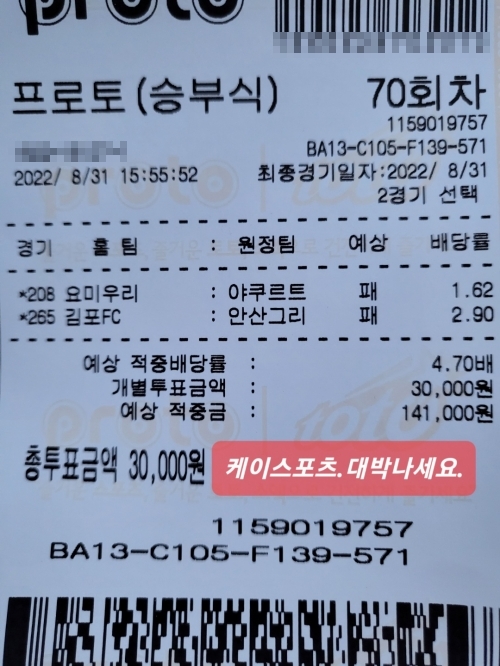 proto
프로토(승부식) 70회차
1159019757
BA13-C105-F139-571
2022/ 8/31 15:55:52 최종경기일자:2022/ 8/31
2경기 선택
경기 홈팀 : 원정팀 예상 배당률
*208 요미우리 : 야쿠르트 패 1.62
*265 김포FC : 안산그리 패 2.90
예상 적중배당률 : 4.70배
개별투표금액 : 30,000원
예상 적중금 : 141,000원
총투표금액 30,000원 케이스포츠.대박나세요.
1159019757
BA13-C105-F139-571